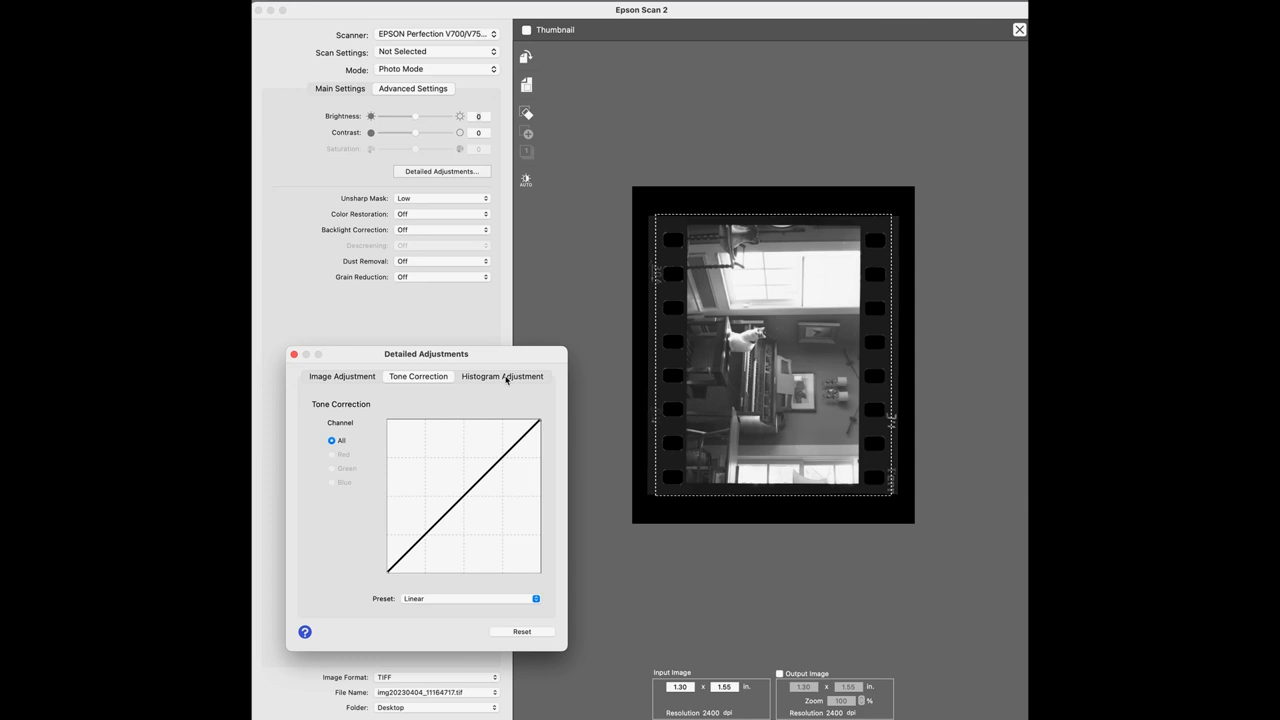 Epson Scan 2
Scanner: EPSON Perfection V700/V75...
Scan Settings: Not Selected
Mode: Photo Mode
Main Settings Advanced Settings
Brightness: 0
Contrast: 0
Saturation: 0
Detailed Adjustments...
Unsharp Mask: Low
Color Restoration: Off
Backlight Correction: Off
Descreening: Off
Dust Removal: Off
Grain Reduction: Off
Detailed Adjustments
Image Adjustment Tone Correction Histogram Adjustment
Tone Correction
Channel
All
Red
Green
Blue
Preset: Linear
?
Reset
Image Format: TIFF
File Name: img20230404_11164717.tif
Folder: Desktop
Thumbnail
1
AUTO
Input Image
1.30 x 1.55 in.
Resolution 2400 dpi
Output Image
1.30 x 1.55 in.
Zoom 100 %
Resolution 2400 dpi